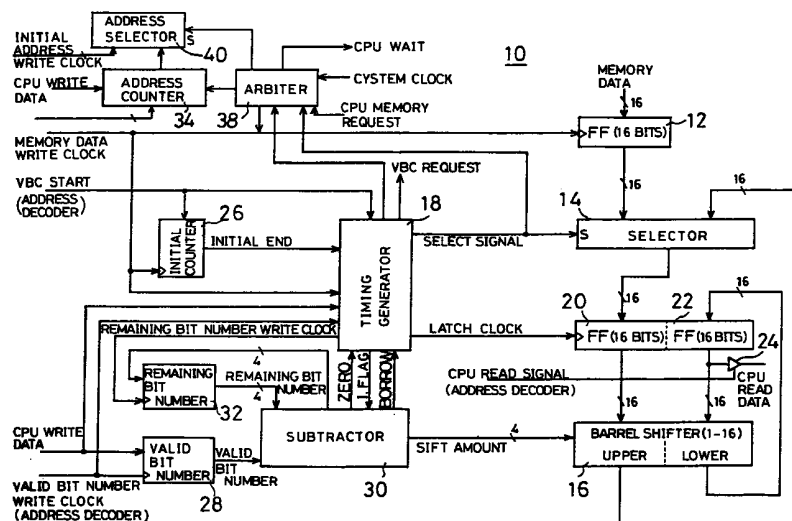 ADDRESS
SELECTOR
S
40
INITIAL
ADDRESS
WRITE CLOCK
CPU WRITE
DATA
ADDRESS
COUNTER
34
ARBITER
38
CPU WAIT
CYSTEM CLOCK
CPU MEMORY
REQUEST
10
MEMORY
DATA
16
FF (16 BITS)
12
MEMORY DATA
WRITE CLOCK
VBC REQUEST
16
16
VBC START
(ADDRESS
DECODER)
26
INITIAL
COUNTER
INITIAL END
18
TIMING
GENERATOR
SELECT SIGNAL
14
S
SELECTOR
16
16
20
22
FF (16 BITS)
FF (16 BITS)
24
REMAINING BIT NUMBER WRITE CLOCK
LATCH CLOCK
CPU READ SIGNAL
(ADDRESS DECODER)
CPU
READ
DATA
4
REMAINING
BIT
NUMBER
32
REMAINING
BIT NUMBER
4
ZERO
I.FLAG
BORROW
16
16
CPU WRITE
DATA
VALID BIT
NUMBER
28
VALID
BIT
NUMBER
SUBTRACTOR
30
SIFT AMOUNT
4
BARREL SHIFTER (1-16)
UPPER
LOWER
16
VALID BIT NUMBER
WRITE CLOCK
(ADDRESS DECODER)